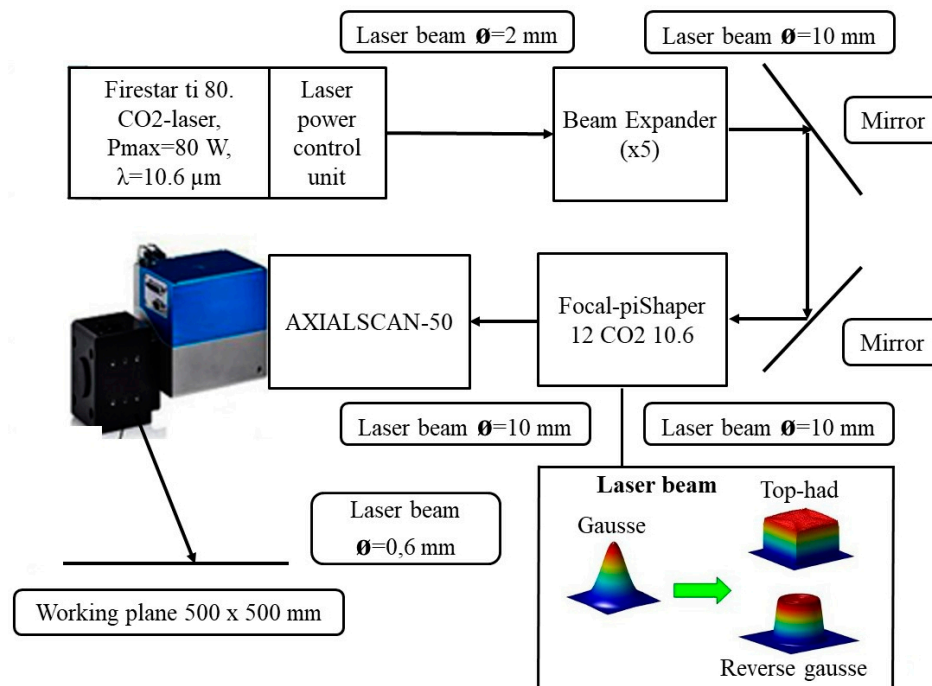 Laser beam ø=2 mm
Laser beam ø=10 mm
Firestar ti 80.
CO2-laser,
Pmax=80 W,
λ=10.6 µm
Laser
power
control
unit
Beam Expander
(x5)
Mirror
AXIALSCAN-50
Focal-piShaper
12 CO2 10.6
Mirror
Laser beam ø=10 mm
Laser beam ø=10 mm
Laser beam
ø=0,6 mm
Working plane 500 x 500 mm
Laser beam
Gausse
Top-had
Reverse gausse